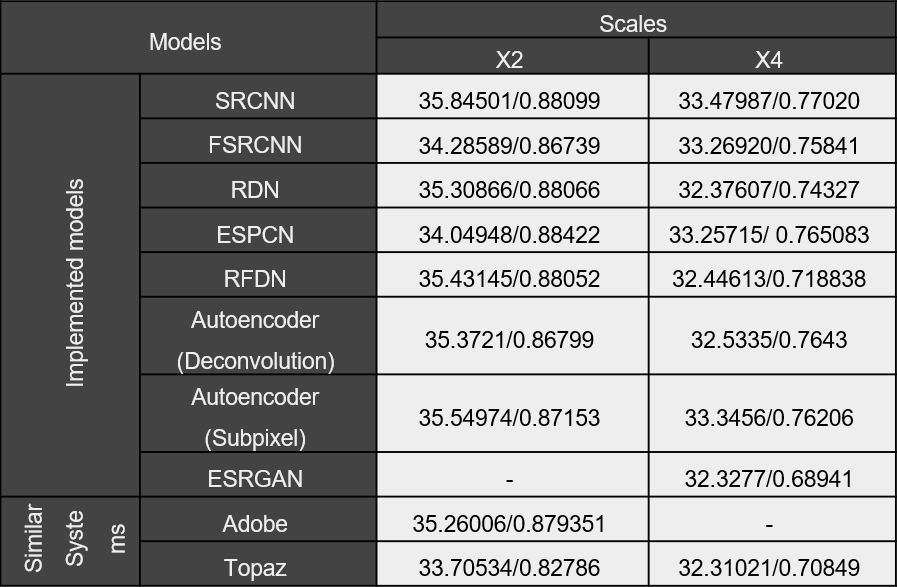 Models
Scales
X2
X4
Implemented models
SRCNN
35.84501/0.88099
33.47987/0.77020
FSRCNN
34.28589/0.86739
33.26920/0.75841
RDN
35.30866/0.88066
32.37607/0.74327
ESPCN
34.04948/0.88422
33.25715/ 0.765083
RFDN
35.43145/0.88052
32.44613/0.718838
Autoencoder
(Deconvolution)
35.3721/0.86799
32.5335/0.7643
Autoencoder
(Subpixel)
35.54974/0.87153
33.3456/0.76206
ESRGAN
-
32.3277/0.68941
Similar
Syste
ms
Adobe
35.26006/0.879351
-
Topaz
33.70534/0.82786
32.31021/0.70849